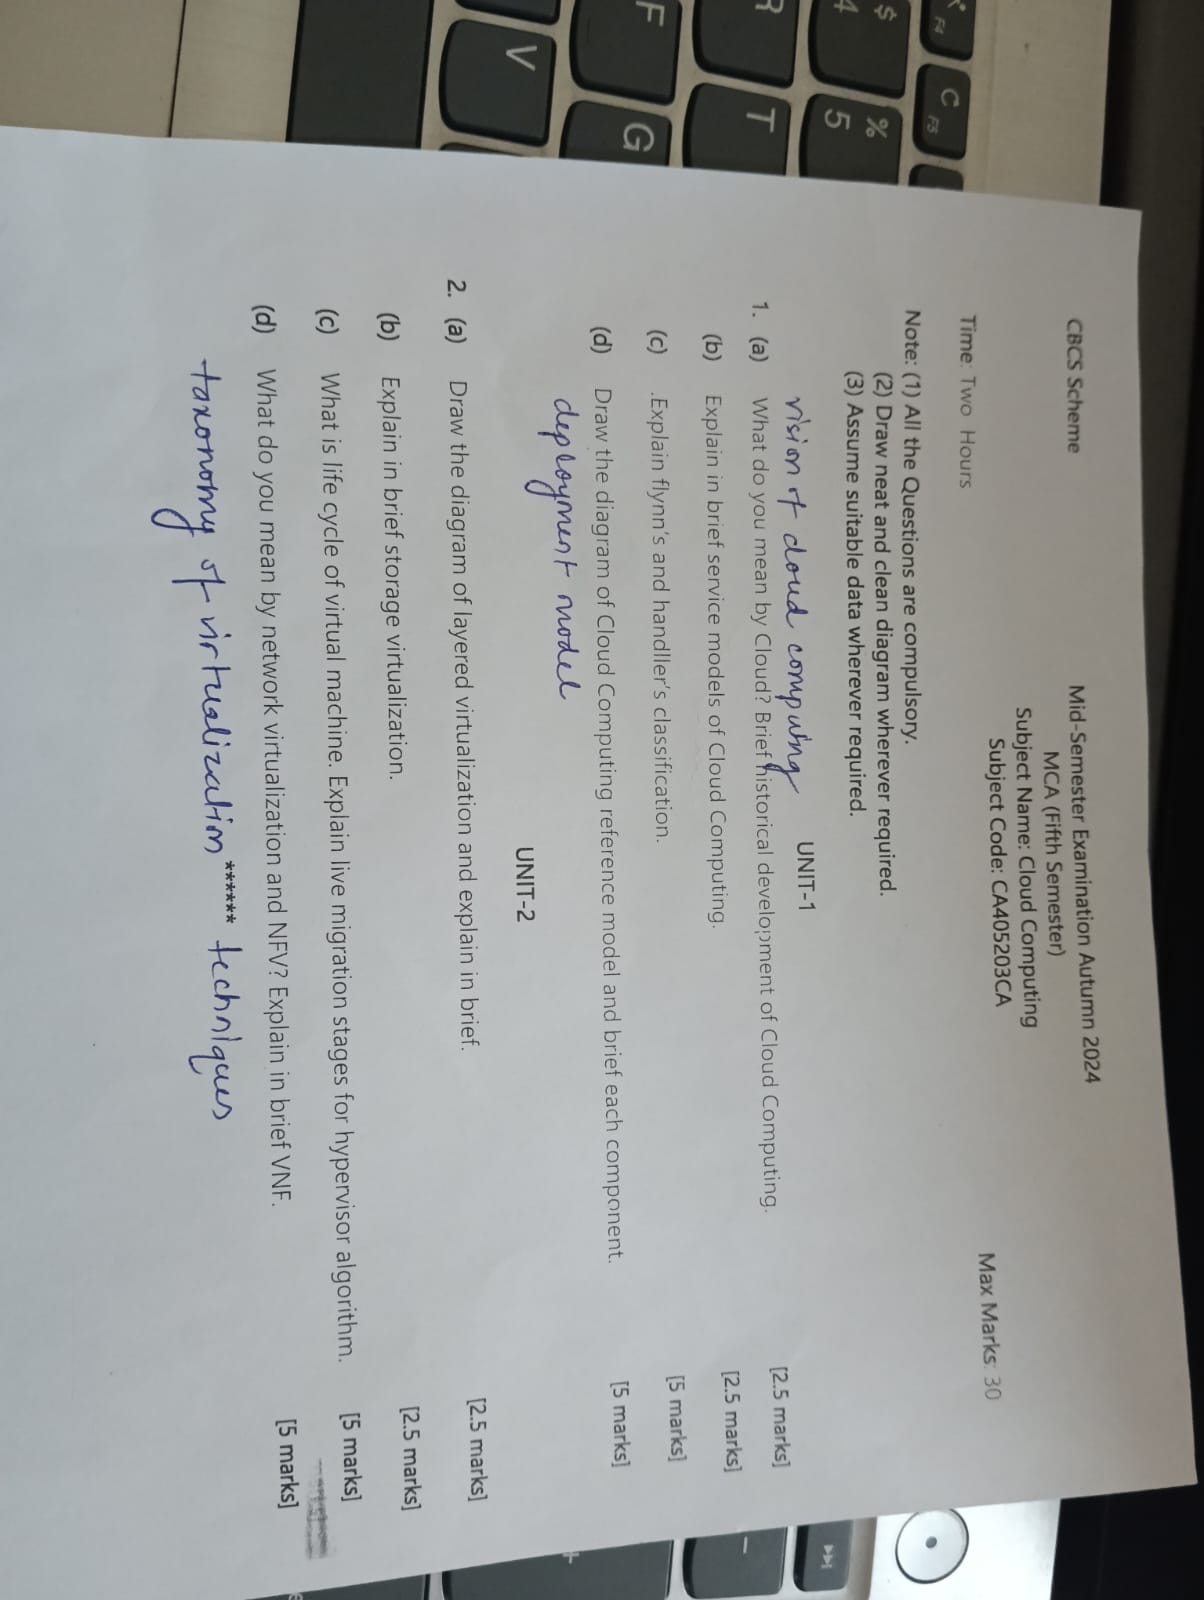 CBCS Scheme
Mid-Semester Examination Autumn 2024
MCA (Fifth Semester)
Subject Name: Cloud Computing
Subject Code: CA405203CA
Time: Two Hours
Max Marks: 30
Note: (1) All the Questions are compulsory.
(2) Draw neat and clean diagram wherever required.
(3) Assume suitable data wherever required.
UNIT-1
vision of cloud computing
1. (a) What do you mean by Cloud? Brief historical development of Cloud Computing. [2.5 marks]
(b) Explain in brief service models of Cloud Computing. [2.5 marks]
(c) .Explain flynn's and handller's classification. [5 marks]
(d) Draw the diagram of Cloud Computing reference model and brief each component. [5 marks]
deployment model
UNIT-2
2. (a) Draw the diagram of layered virtualization and explain in brief. [2.5 marks]
(b) Explain in brief storage virtualization. [2.5 marks]
(c) What is life cycle of virtual machine. Explain live migration stages for hypervisor algorithm. [5 marks]
(d) What do you mean by network virtualization and NFV? Explain in brief VNF. [5 marks]
taxonomy of virtualization ****** techniques
F4
C
F5
$
4
%
5
R
T
F
G
V